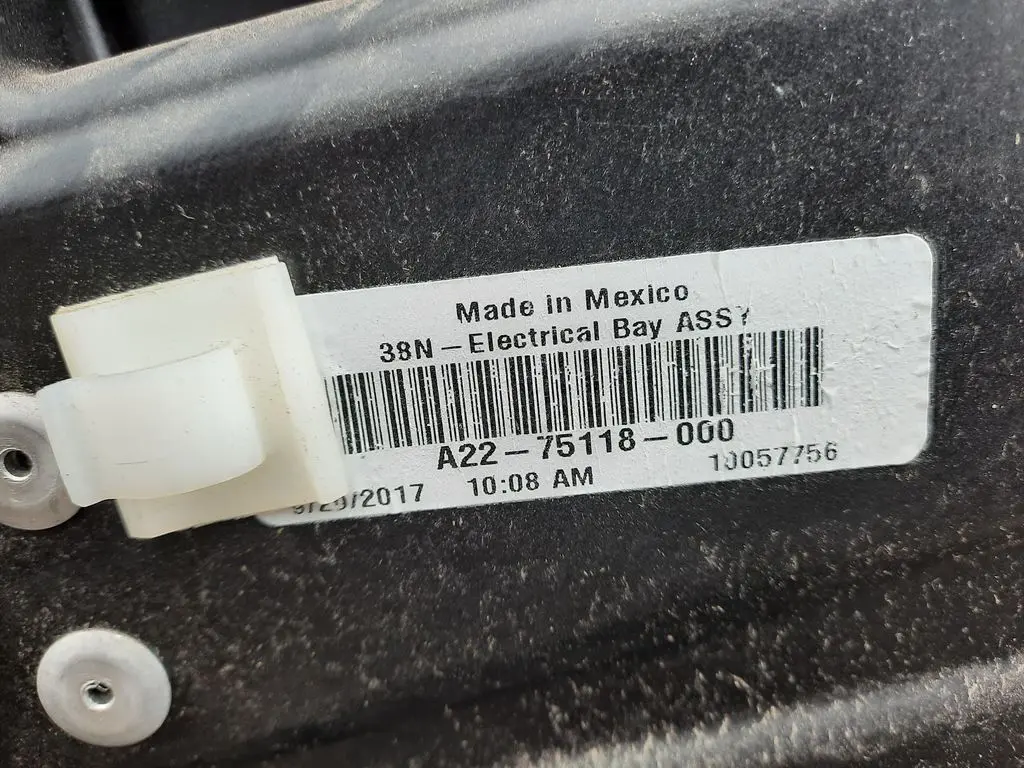 Made in Mexico
38N - Electrical Bay ASSY
A22-75118-000
10:08 AM
10057756